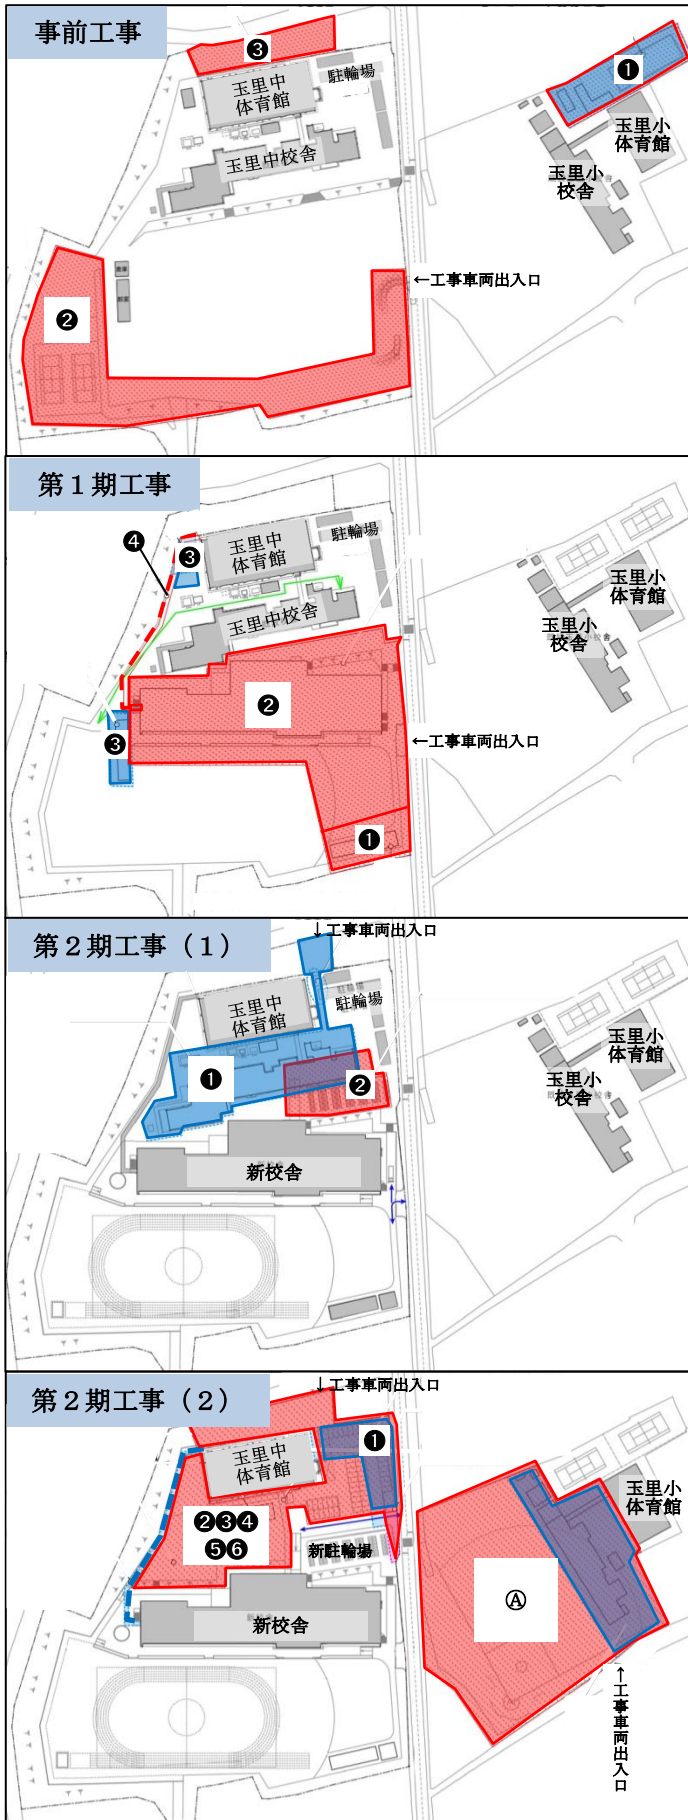 事前工事
❸
玉里中
体育館
駐輪場
❶
玉里小
体育館
玉里中校舎
玉里小
校舎
←工事車両出入口
❷
第１期工事
❹
❸
玉里中
体育館
駐輪場
玉里小
体育館
玉里中校舎
玉里小
校舎
❷
❸
←工事車両出入口
❶
第２期工事（１）
↓工事車両出入口
玉里中
体育館
駐輪場
玉里小
体育館
❶
❷
玉里小
校舎
新校舎
第２期工事（２）
↓工事車両出入口
❶
玉里中
体育館
玉里小
体育館
❷❸❹
❺❻
新駐輪場
Ⓐ
新校舎
←工事車両出入口